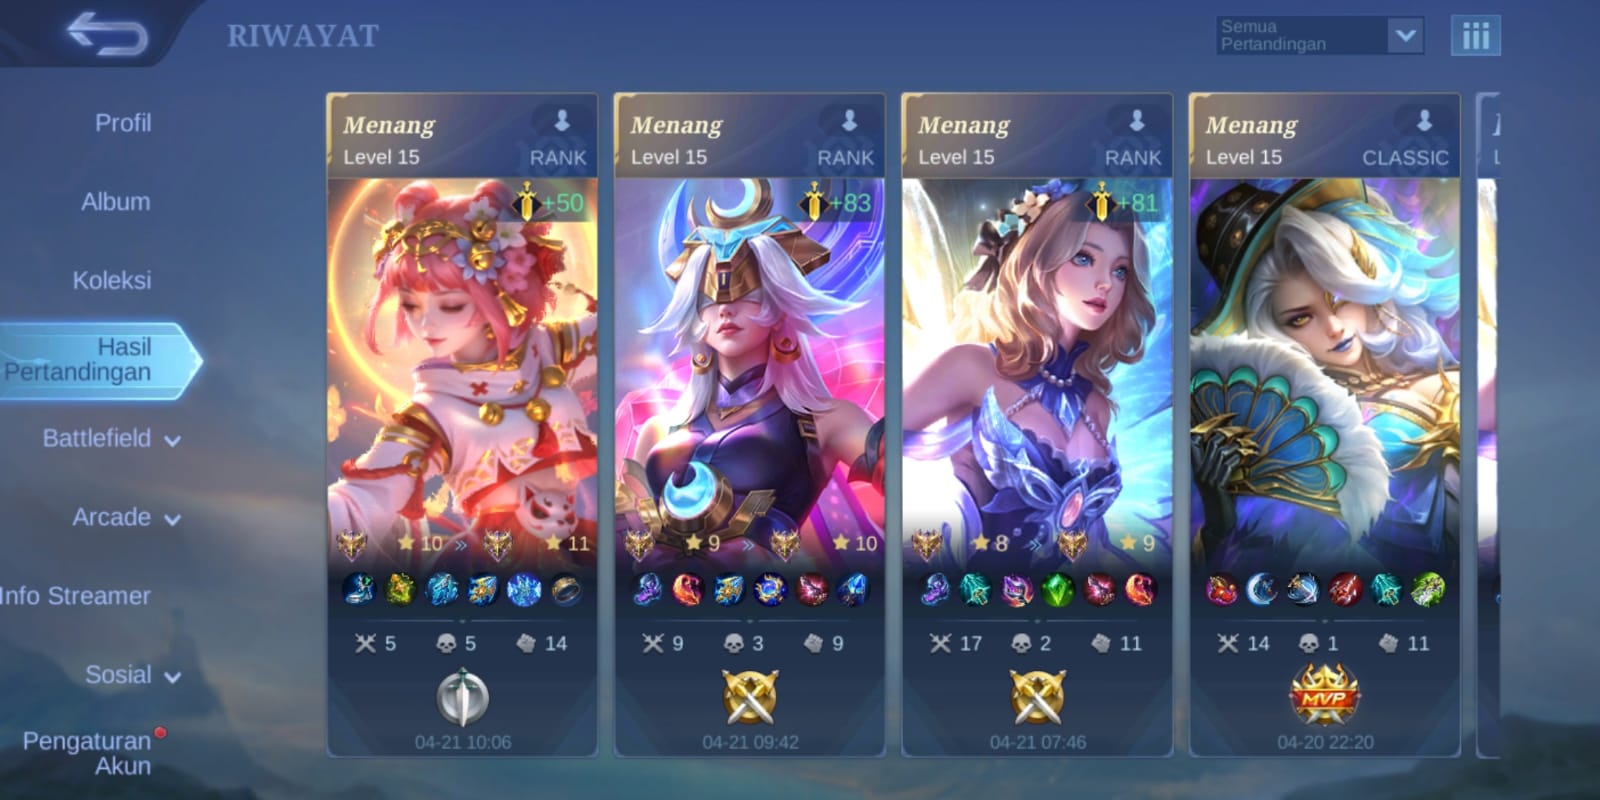 RIWAYAT
Semua
Pertandingan
Profil
Album
Koleksi
Hasil
Pertandingan
Battlefield
Arcade
Info Streamer
Sosial
Pengaturan
Akun
Menang
Level 15 RANK
+50
10 » 11
5 5 14
04-21 10:06
Menang
Level 15 RANK
+83
9 » 10
9 3 9
04-21 09:42
Menang
Level 15 RANK
+81
8 » 9
17 2 11
04-21 07:46
Menang
Level 15 CLASSIC
14 1 11
MVP
04-20 22:20